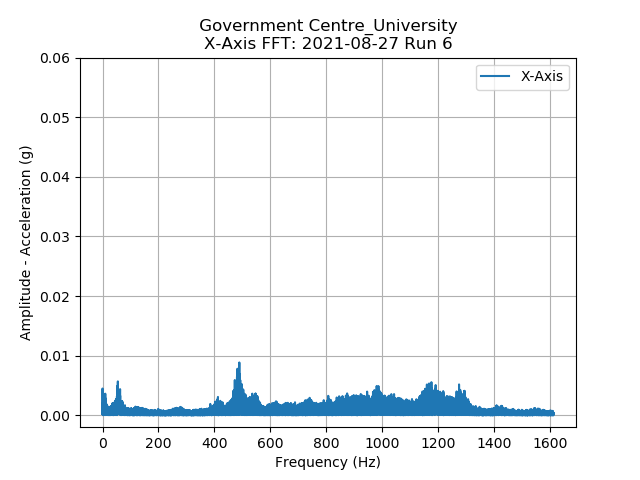 Government Centre_University
X-Axis FFT: 2021-08-27 Run 6
X-Axis
Amplitude - Acceleration (g)
0.06
0.05
0.04
0.03
0.02
0.01
0.00
0 200 400 600 800 1000 1200 1400 1600
Frequency (Hz)